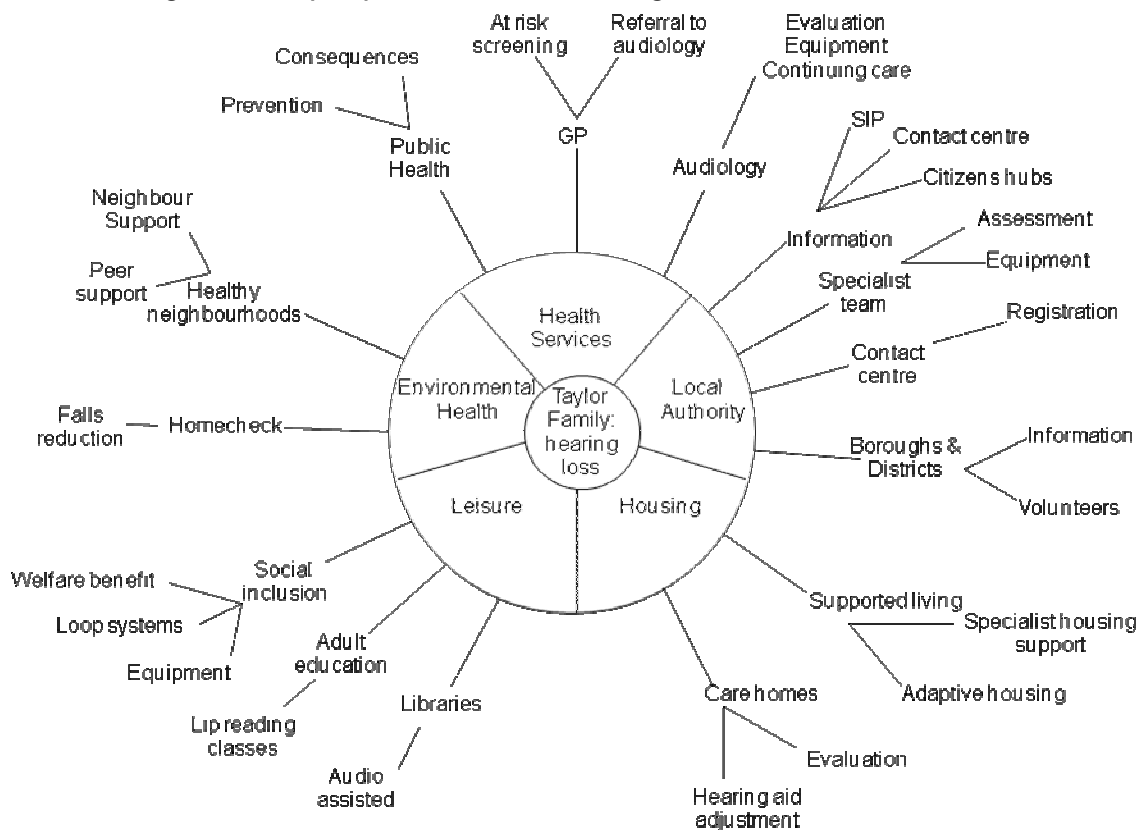 At risk
screening
Referral to
audiology
Evaluation
Equipment
Continuing care
Consequences
Prevention
Public
Health
GP
Audiology
SIP
Contact centre
Citizens hubs
Information
Assessment
Equipment
Specialist
team
Registration
Contact
centre
Neighbour
Support
Peer
support
Healthy
neighbourhoods
Health
Services
Environmental
Health
Taylor
Family:
hearing
loss
Local
Authority
Falls
reduction
Homecheck
Boroughs &
Districts
Information
Volunteers
Leisure
Housing
Welfare benefit
Loop systems
Equipment
Social
inclusion
Adult
education
Lip reading
classes
Libraries
Audio
assisted
Supported living
Specialist housing
support
Adaptive housing
Care homes
Evaluation
Hearing aid
adjustment